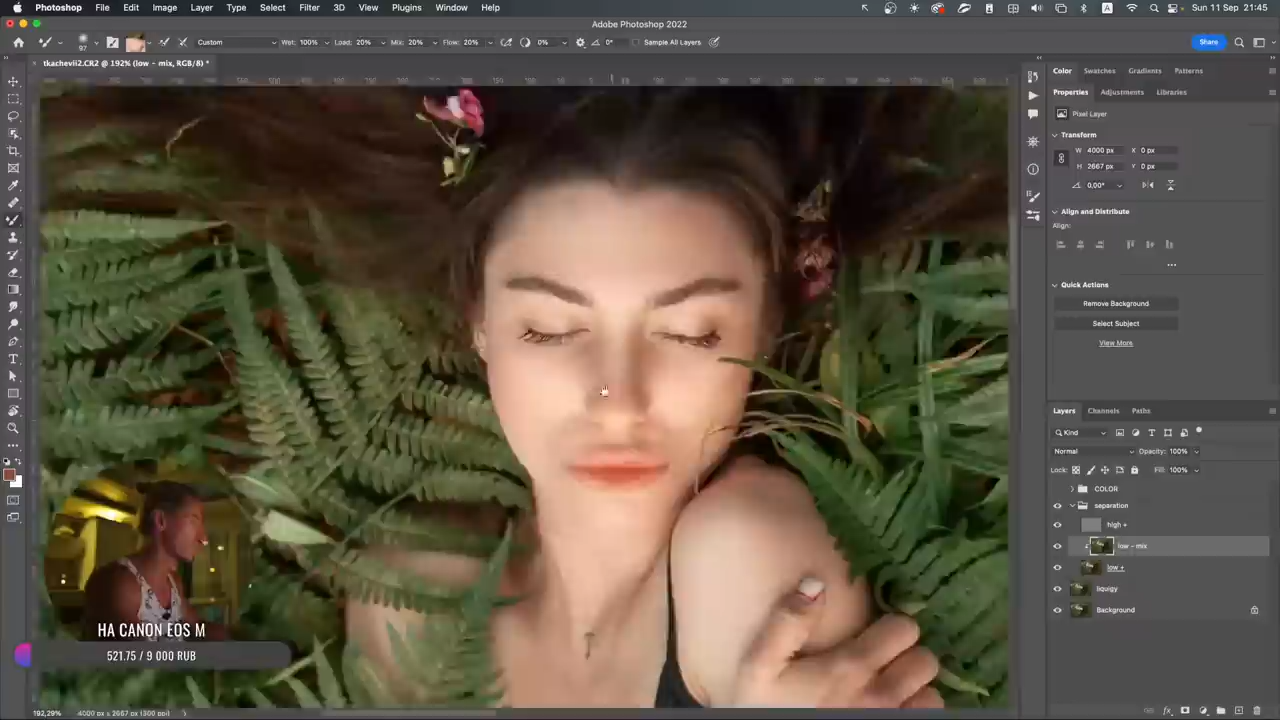 Photoshop File Edit Image Layer Type Select Filter 3D View Plugins Window Help A Sun 11 Sep 21:45
Adobe Photoshop 2022
97 Custom Wet: 100% Load: 20% Mix: 20% Flow: 20% 0% 0° Sample All Layers Share
× tkachevii2.CR2 @ 192% (low - mix, RGB/8) *
Color Swatches Gradients Patterns
Properties Adjustments Libraries
Pixel Layer
Transform
W 4000 px X 0 px
H 2667 px Y 0 px
0.00°
Align and Distribute
Align:
...
Quick Actions
Remove Background
Select Subject
View More
Layers Channels Paths
Kind
Normal Opacity: 100%
Lock: Fill: 100%
COLOR
separation
high +
low - mix
low +
liquigy
Background
НА CANON EOS M
521.75 / 9 000 RUB
192,29% 4000 px x 2667 px (300 ppi)